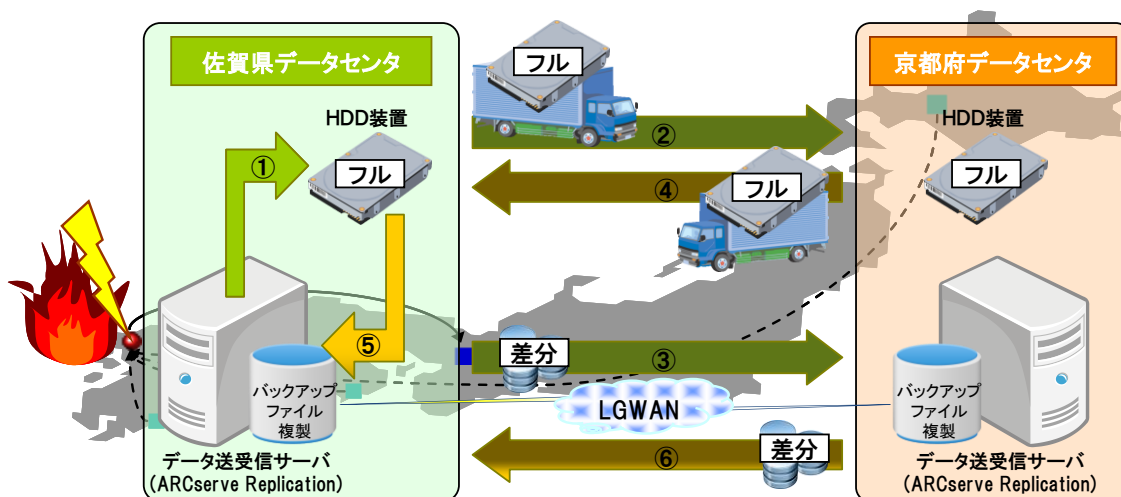 佐賀県データセンタ
HDD装置
フル
①
⑤
バックアップ
ファイル
複製
データ送受信サーバ
(ARCserve Replication)
フル
②
④
フル
差分
③
LGWAN
差分
⑥
京都府データセンタ
HDD装置
フル
バックアップ
ファイル
複製
データ送受信サーバ
(ARCserve Replication)